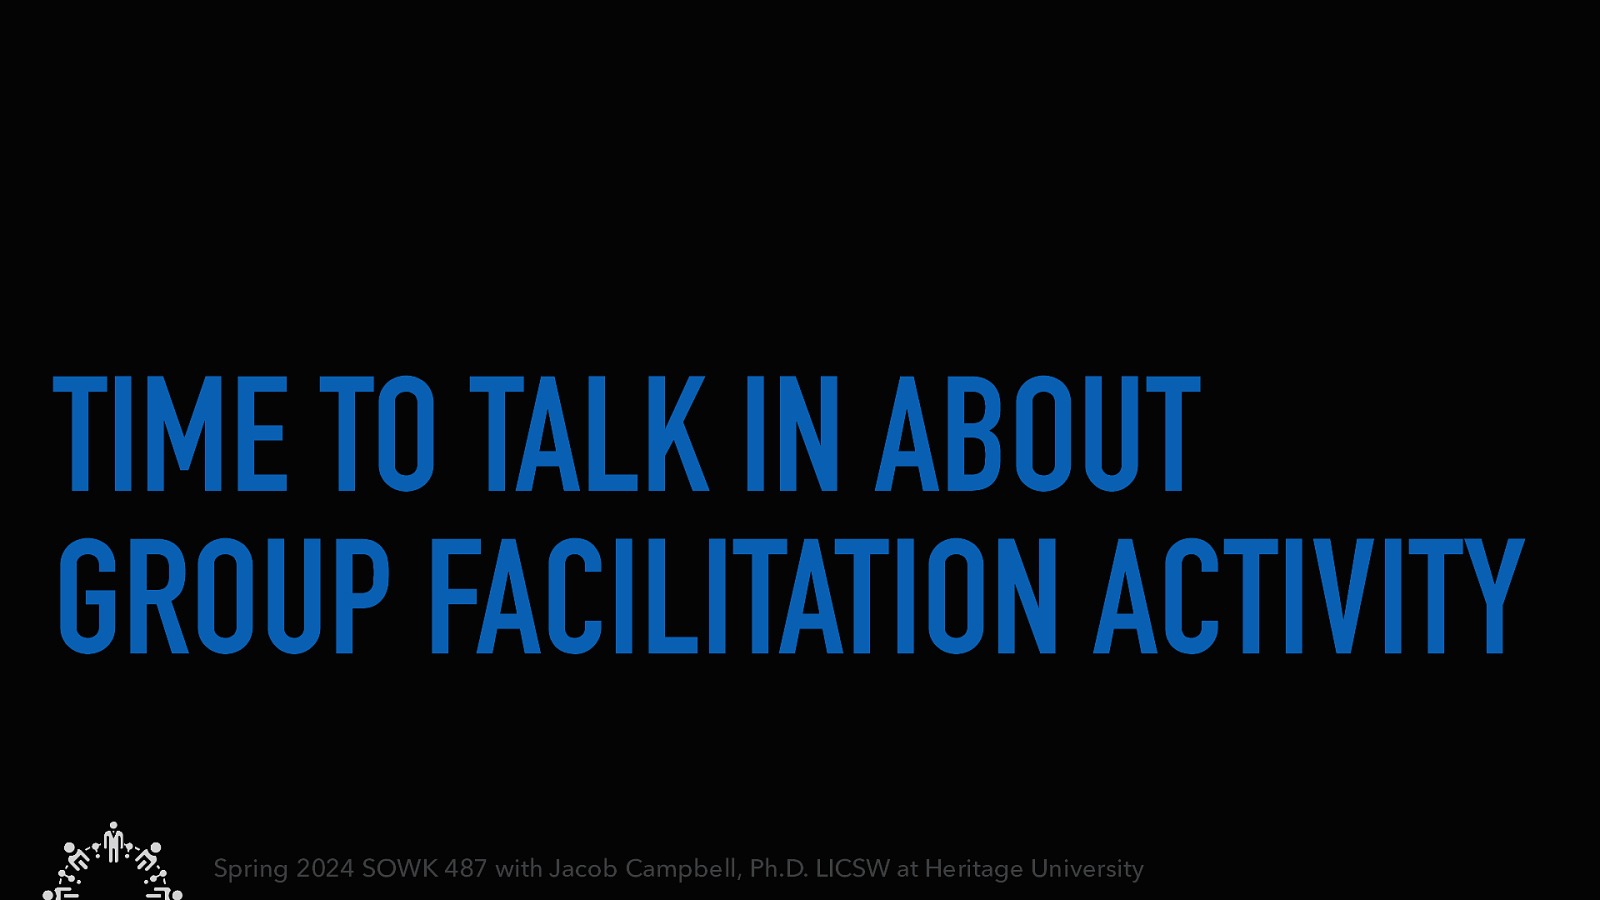 TIME TO TALK IN ABOUT
GROUP FACILITATION ACTIVITY
Spring 2024 SOWK 487 with Jacob Campbell, Ph.D. LICSW at Heritage University